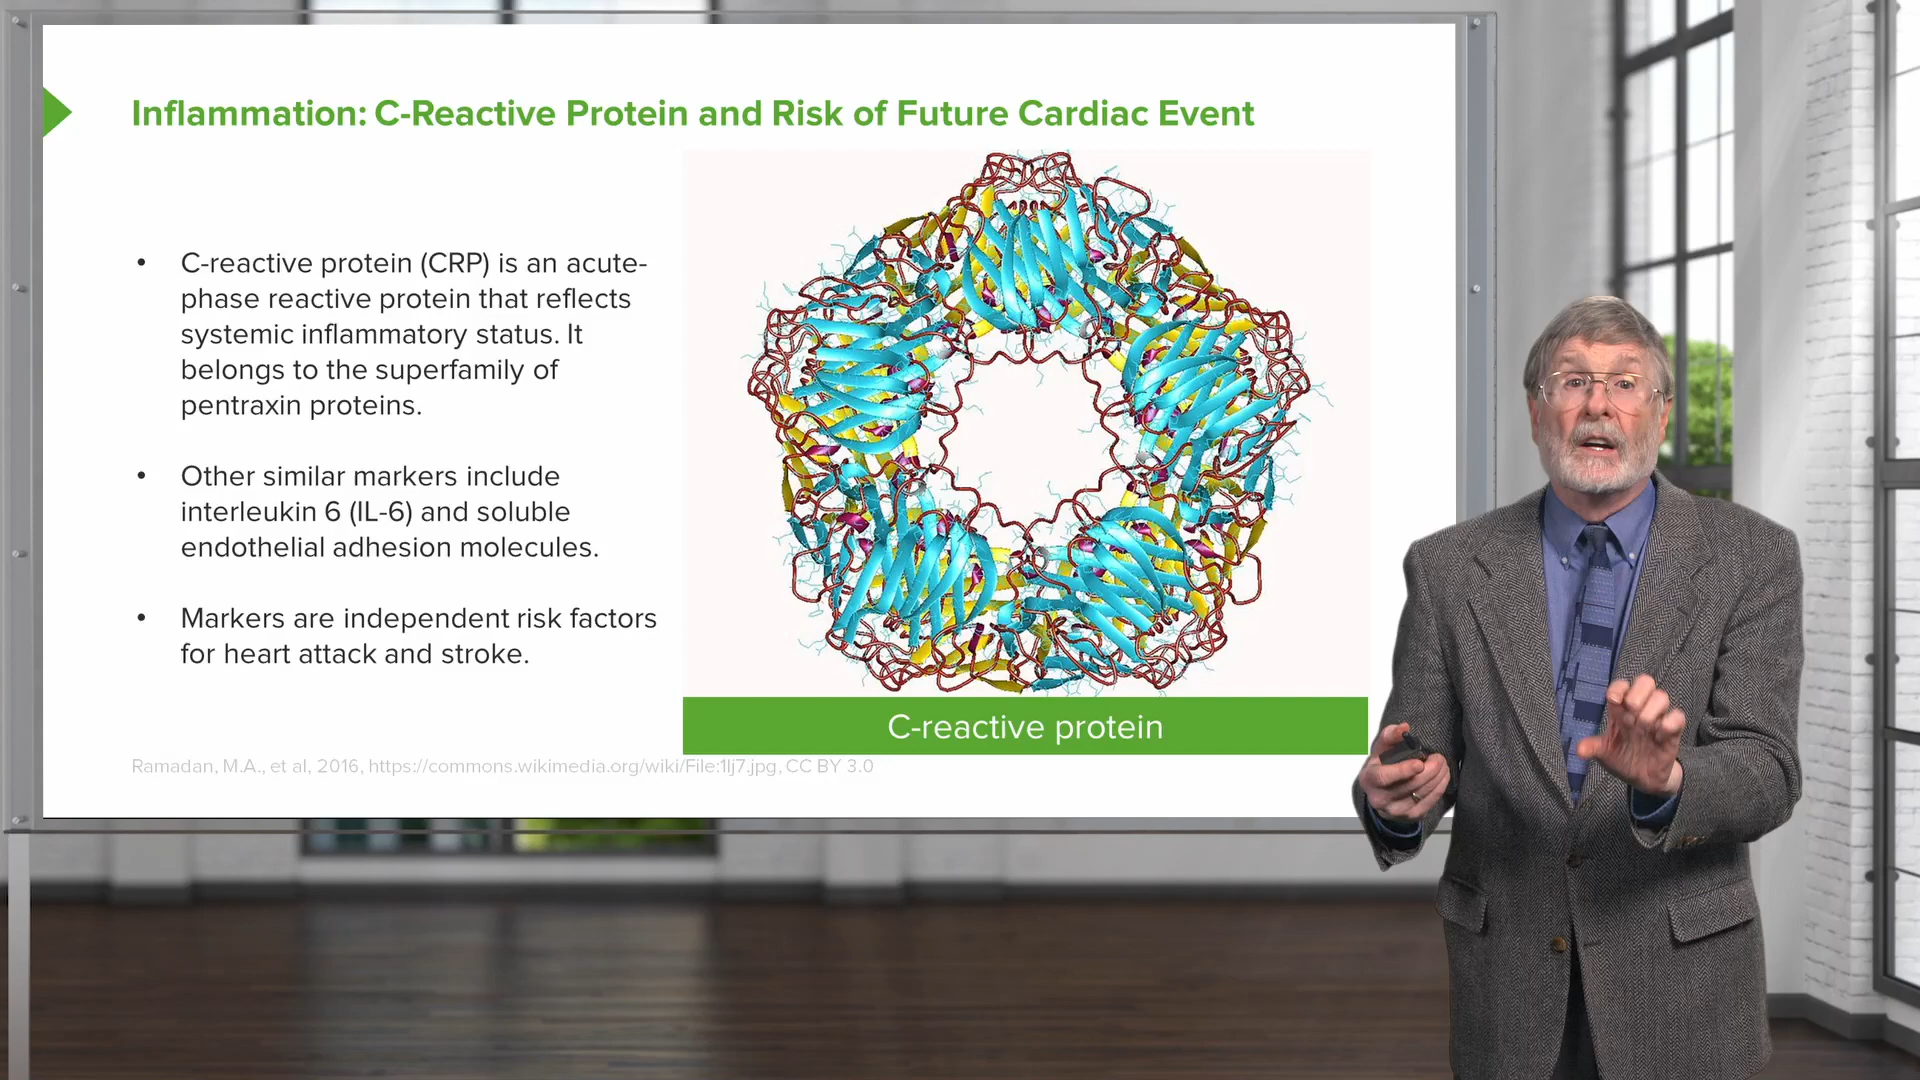 Inflammation: C-Reactive Protein and Risk of Future Cardiac Event
• C-reactive protein (CRP) is an acute-
phase reactive protein that reflects
systemic inflammatory status. It
belongs to the superfamily of
pentraxin proteins.
• Other similar markers include
interleukin 6 (IL-6) and soluble
endothelial adhesion molecules.
• Markers are independent risk factors
for heart attack and stroke.
C-reactive protein
Ramadan, M.A., et al, 2016, https://commons.wikimedia.org/wiki/File:1lj7.jpg, CC BY 3.0